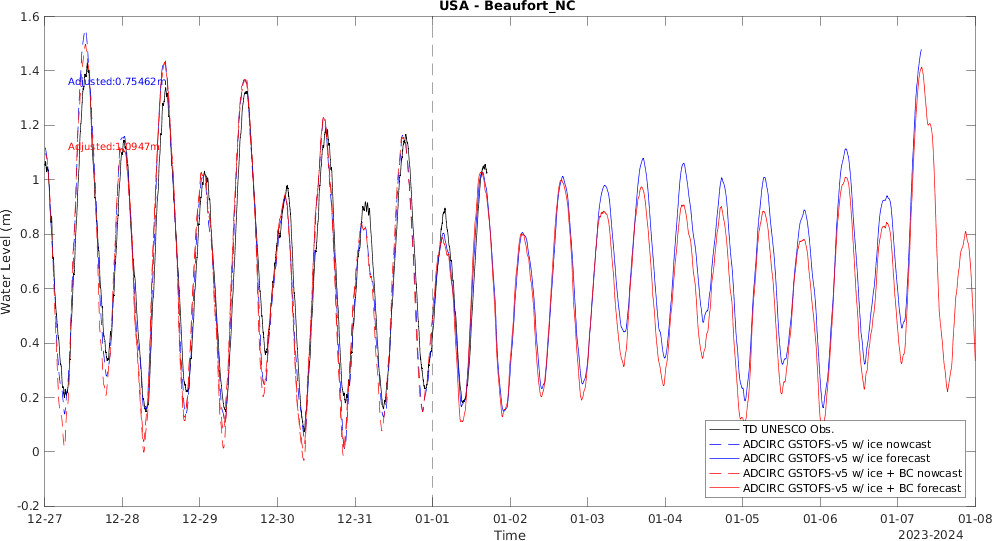 USA - Beaufort_NC
1.6
1.4
1.2
1
0.8
0.6
0.4
0.2
0
-0.2
Water Level (m)
Adjusted:0.75462m
Adjusted:1.0947m
TD UNESCO Obs.
ADCIRC GSTOFS-v5 w/ ice nowcast
ADCIRC GSTOFS-v5 w/ ice forecast
ADCIRC GSTOFS-v5 w/ ice + BC nowcast
ADCIRC GSTOFS-v5 w/ ice + BC forecast
12-27 12-28 12-29 12-30 12-31 01-01 01-02 01-03 01-04 01-05 01-06 01-07 01-08
Time
2023-2024